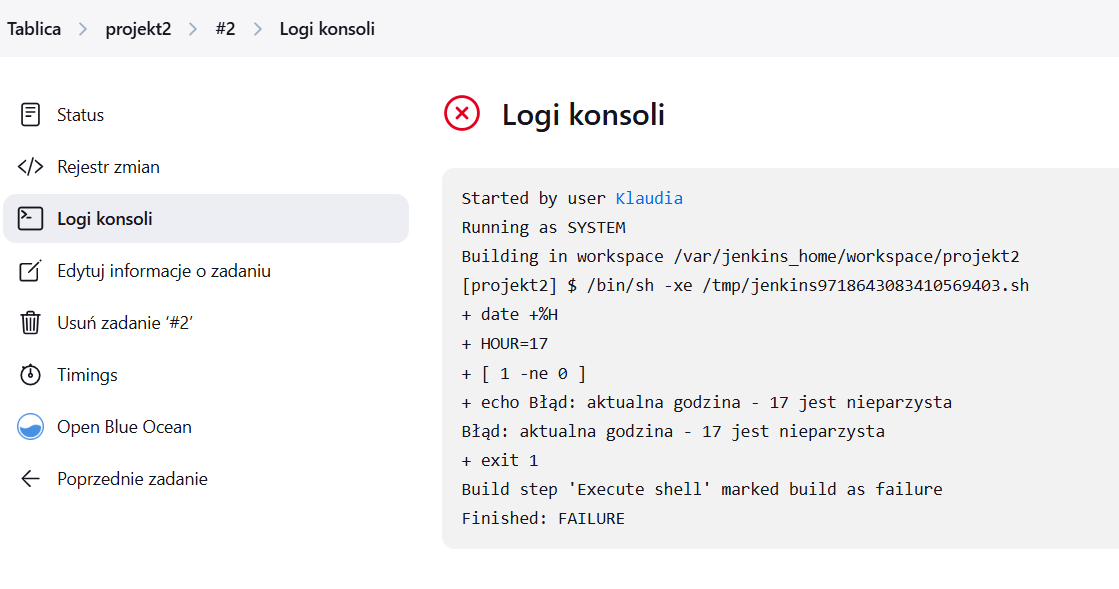 Tablica > projekt2 > #2 > Logi konsoli
Status
Rejestr zmian
Logi konsoli
Edytuj informacje o zadaniu
Usuń zadanie ‘#2’
Timings
Open Blue Ocean
Poprzednie zadanie
Logi konsoli
Started by user Klaudia
Running as SYSTEM
Building in workspace /var/jenkins_home/workspace/projekt2
[projekt2] $ /bin/sh -xe /tmp/jenkins9718643083410569403.sh
+ date +%H
+ HOUR=17
+ [ 1 -ne 0 ]
+ echo Błąd: aktualna godzina - 17 jest nieparzysta
Błąd: aktualna godzina - 17 jest nieparzysta
+ exit 1
Build step 'Execute shell' marked build as failure
Finished: FAILURE